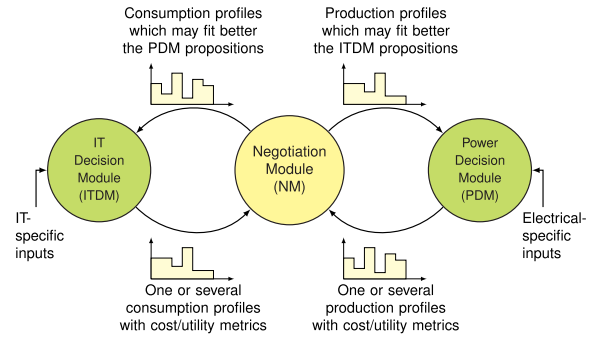 Consumption profiles
which may fit better
the PDM propositions
Production profiles
which may fit better
the ITDM propositions
IT
Decision
Module
(ITDM)
Negotiation
Module
(NM)
Power
Decision
Module
(PDM)
IT-
specific
inputs
Electrical-
specific
inputs
One or several
consumption profiles
with cost/utility metrics
One or several
production profiles
with cost/utility metrics